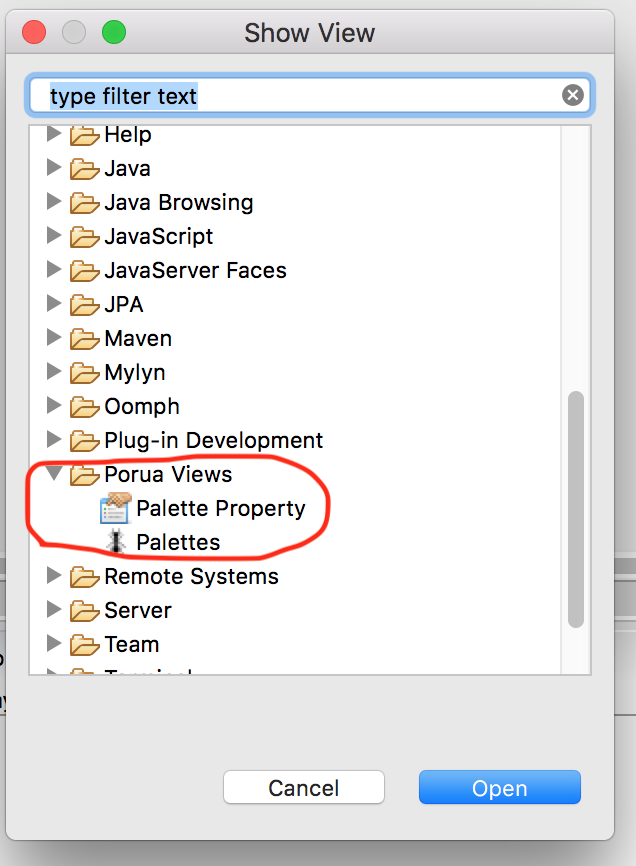 Show View
type filter text
Help
Java
Java Browsing
JavaScript
JavaServer Faces
JPA
Maven
Mylyn
Oomph
Plug-in Development
Porua Views
Palette Property
Palettes
Remote Systems
Server
Team
Cancel
Open